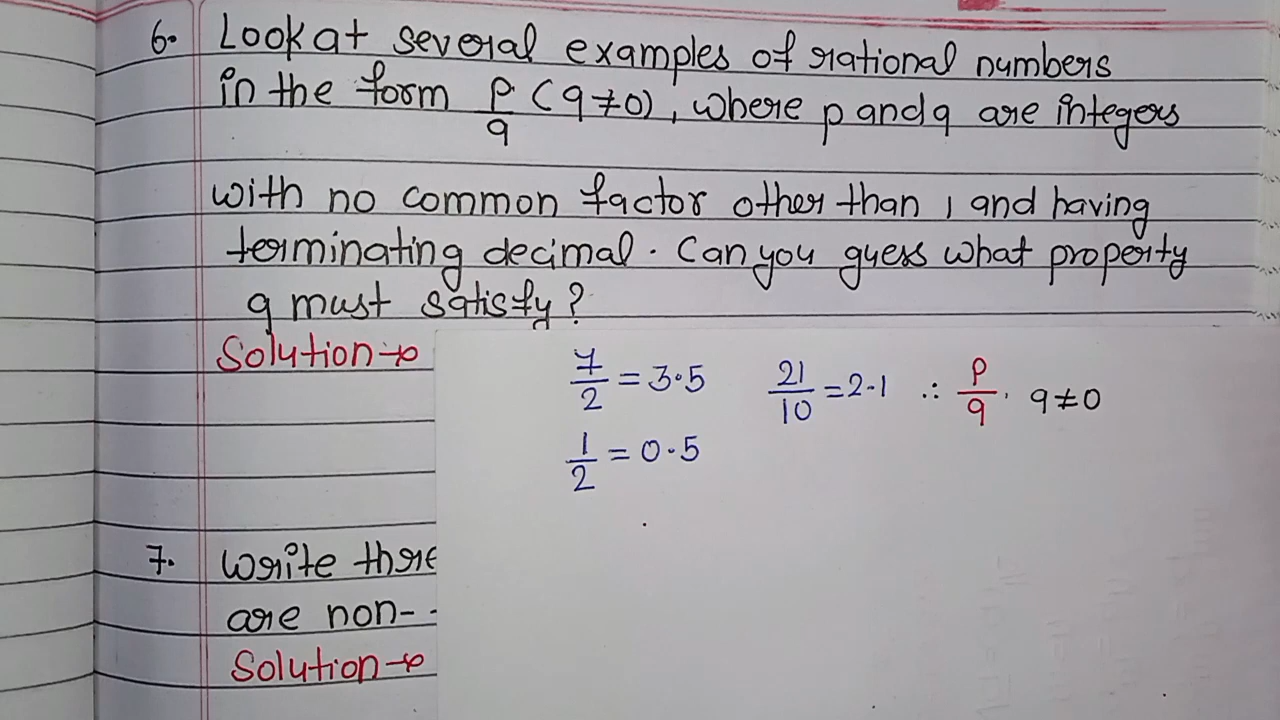 6. Look at several examples of rational numbers
in the form p/q (q≠0), where p and q are integers
with no common factor other than 1 and having
terminating decimal. Can you guess what property
q must satisfy?
Solution→
7/2 = 3.5 21/10 = 2.1 ∴ p/q. q≠0
1/2 = 0.5
7. Write thre
are non-
Solution→